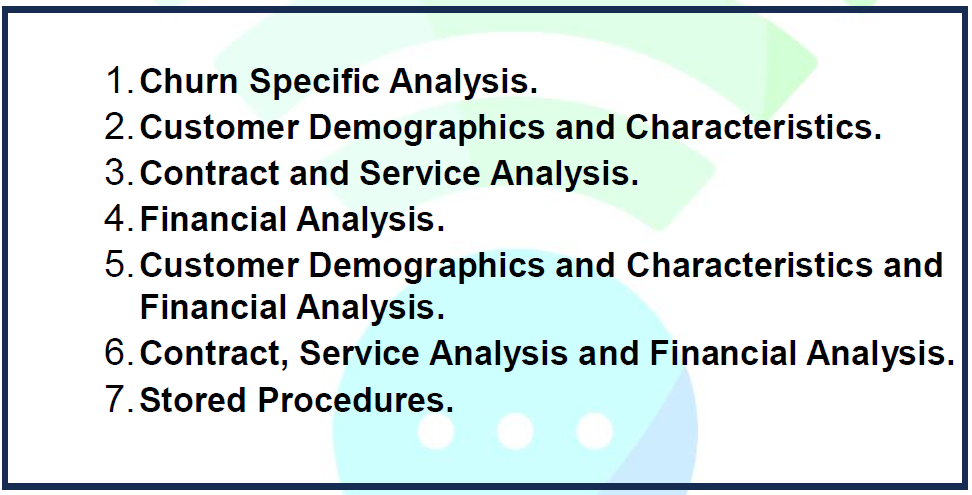 1. Churn Specific Analysis.
2. Customer Demographics and Characteristics.
3. Contract and Service Analysis.
4. Financial Analysis.
5. Customer Demographics and Characteristics and
Financial Analysis.
6. Contract, Service Analysis and Financial Analysis.
7. Stored Procedures.